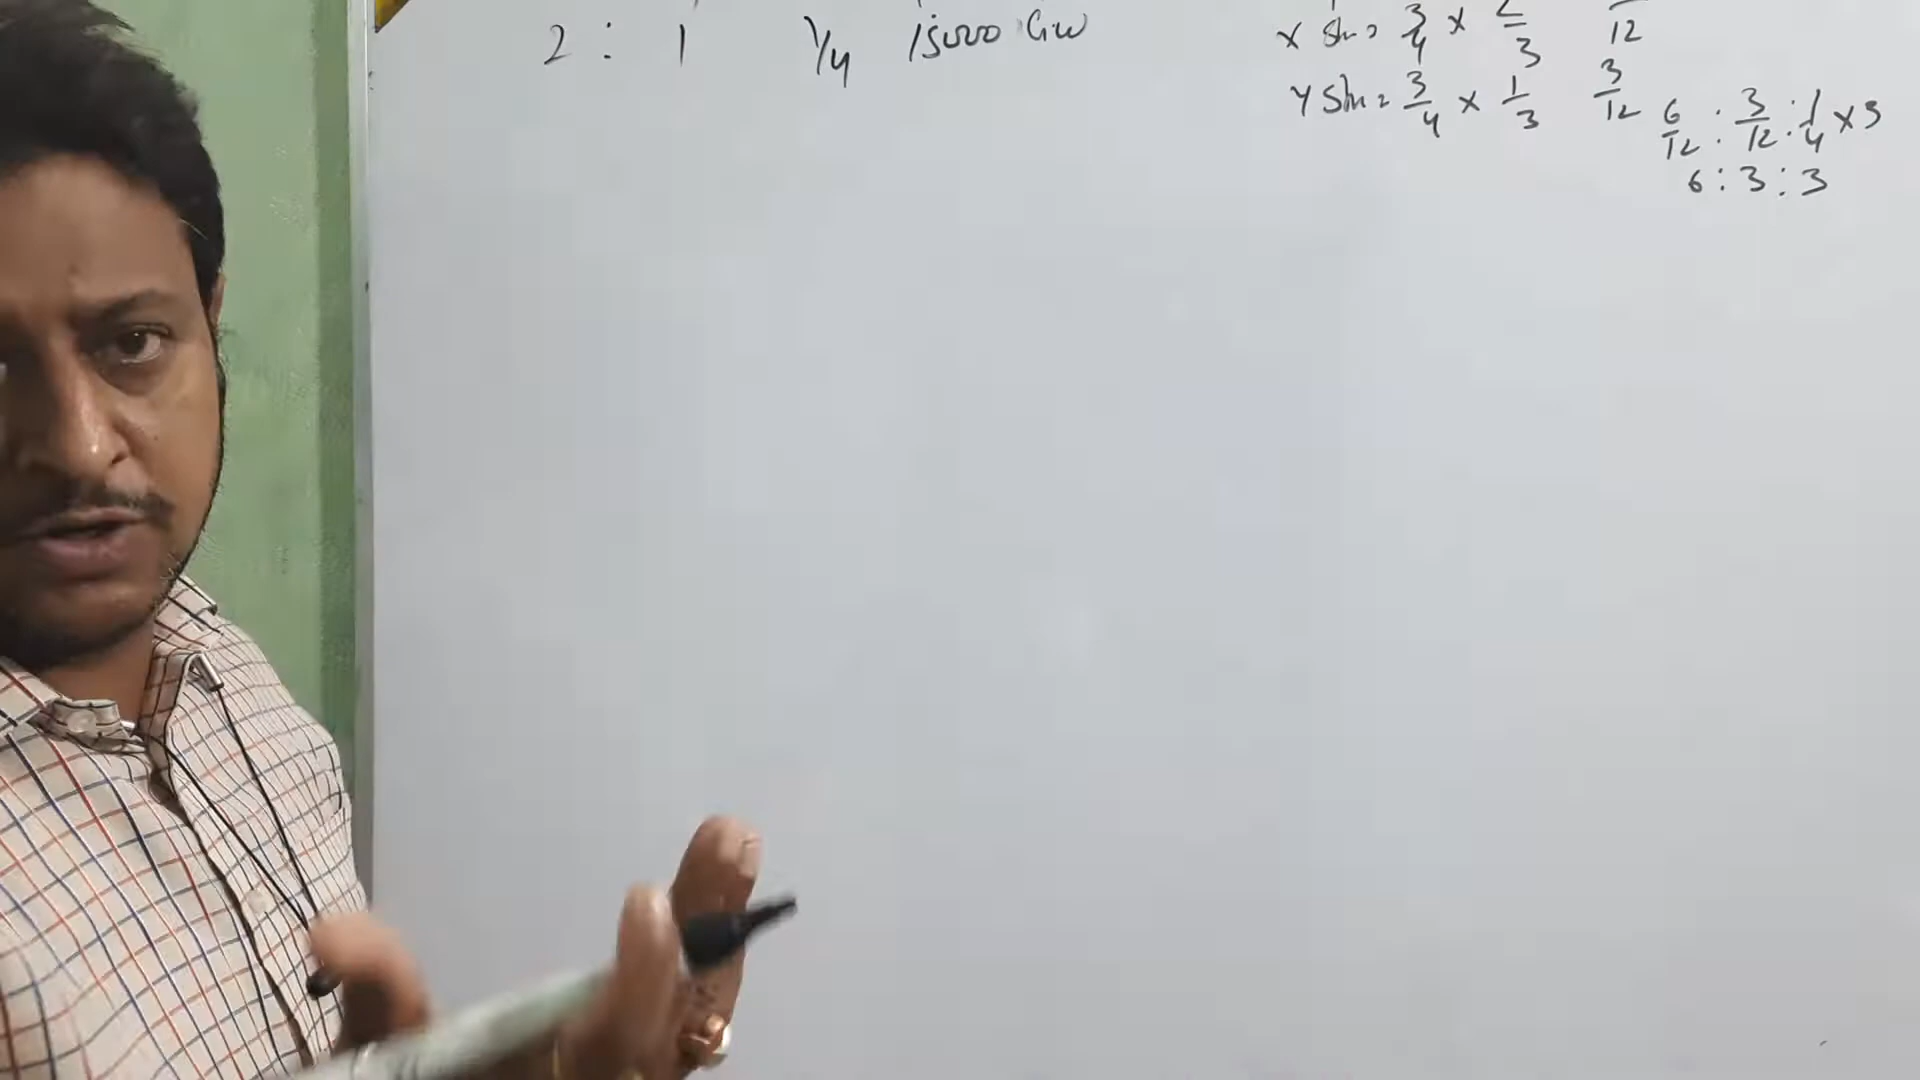 2 : 1 1/4 15000 G/w
X Sh = 3/4 x 2/3 12
Y Sh = 3/4 x 1/3 3/12
6/12 : 3/12 : 1/4 x 3
6 : 3 : 3